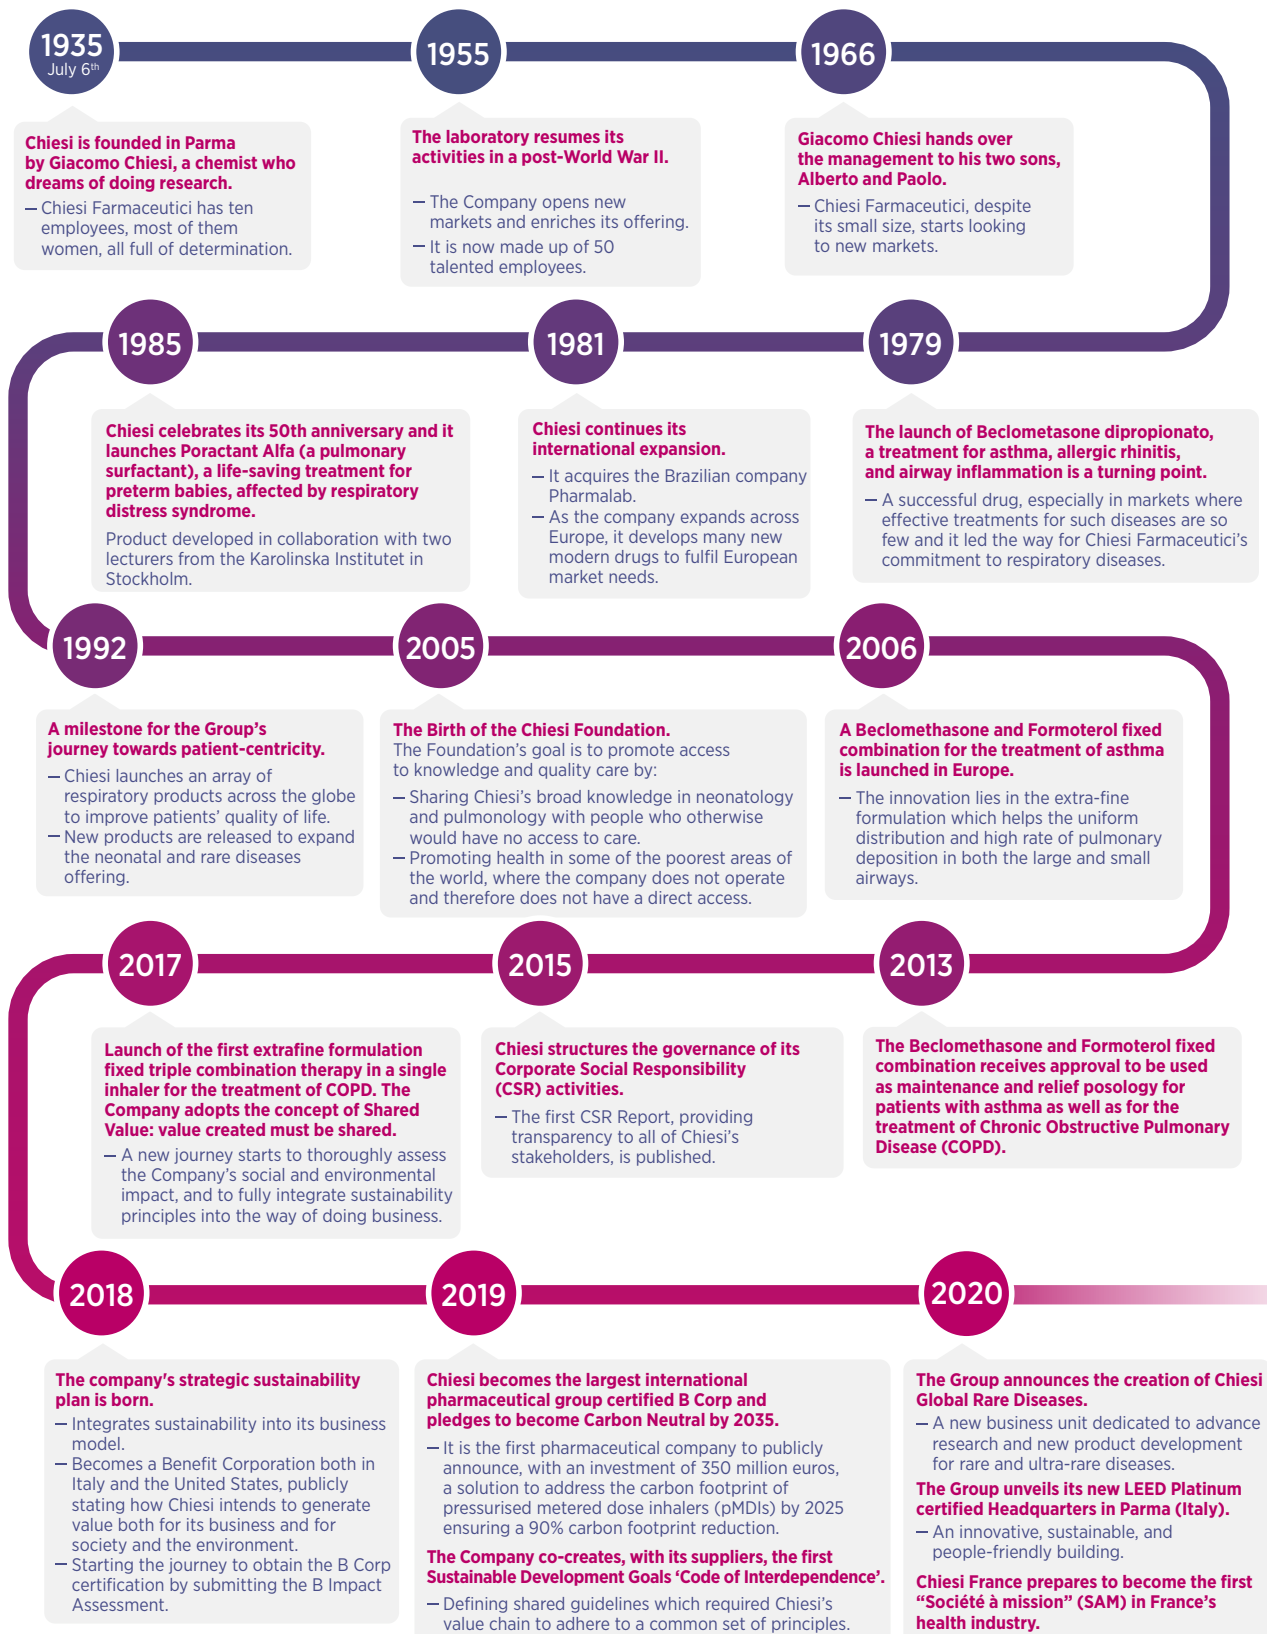 1935
July 6th
Chiesi is founded in Parma
by Giacomo Chiesi, a chemist who
dreams of doing research.
— Chiesi Farmaceutici has ten
employees, most of them
women, all full of determination.
1955
The laboratory resumes its
activities in a post-World War II.
— The Company opens new
markets and enriches its offering.
— It is now made up of 50
talented employees.
1966
Giacomo Chiesi hands over
the management to his two sons,
Alberto and Paolo.
— Chiesi Farmaceutici, despite
its small size, starts looking
to new markets.
1979
The launch of Beclometasone dipropionato,
a treatment for asthma, allergic rhinitis,
and airway inflammation is a turning point.
— A successful drug, especially in markets where
effective treatments for such diseases are so
few and it led the way for Chiesi Farmaceutici's
commitment to respiratory diseases.
1981
Chiesi continues its
international expansion.
— It acquires the Brazilian company
Pharmalab.
— As the company expands across
Europe, it develops many new
modern drugs to fulfil European
market needs.
1985
Chiesi celebrates its 50th anniversary and it
launches Poractant Alfa (a pulmonary
surfactant), a life-saving treatment for
preterm babies, affected by respiratory
distress syndrome.
Product developed in collaboration with two
lecturers from the Karolinska Institutet in
Stockholm.
1992
A milestone for the Group's
journey towards patient-centricity.
— Chiesi launches an array of
respiratory products across the globe
to improve patients' quality of life.
— New products are released to expand
the neonatal and rare diseases
offering.
2005
The Birth of the Chiesi Foundation.
The Foundation's goal is to promote access
to knowledge and quality care by:
— Sharing Chiesi's broad knowledge in neonatology
and pulmonology with people who otherwise
would have no access to care.
— Promoting health in some of the poorest areas of
the world, where the company does not operate
and therefore does not have a direct access.
2006
A Beclomethasone and Formoterol fixed
combination for the treatment of asthma
is launched in Europe.
— The innovation lies in the extra-fine
formulation which helps the uniform
distribution and high rate of pulmonary
deposition in both the large and small
airways.
2013
The Beclomethasone and Formoterol fixed
combination receives approval to be used
as maintenance and relief posology for
patients with asthma as well as for the
treatment of Chronic Obstructive Pulmonary
Disease (COPD).
2015
Chiesi structures the governance of its
Corporate Social Responsibility
(CSR) activities.
— The first CSR Report, providing
transparency to all of Chiesi's
stakeholders, is published.
2017
Launch of the first extrafine formulation
fixed triple combination therapy in a single
inhaler for the treatment of COPD. The
Company adopts the concept of Shared
Value: value created must be shared.
— A new journey starts to thoroughly assess
the Company's social and environmental
impact, and to fully integrate sustainability
principles into the way of doing business.
2018
The company's strategic sustainability
plan is born.
— Integrates sustainability into its business
model.
— Becomes a Benefit Corporation both in
Italy and the United States, publicly
stating how Chiesi intends to generate
value both for its business and for
society and the environment.
— Starting the journey to obtain the B Corp
certification by submitting the B Impact
Assessment.
2019
Chiesi becomes the largest international
pharmaceutical group certified B Corp and
pledges to become Carbon Neutral by 2035.
— It is the first pharmaceutical company to publicly
announce, with an investment of 350 million euros,
a solution to address the carbon footprint of
pressurised metered dose inhalers (pMDIs) by 2025
ensuring a 90% carbon footprint reduction.
The Company co-creates, with its suppliers, the first
Sustainable Development Goals ‘Code of Interdependence’.
— Defining shared guidelines which required Chiesi's
value chain to adhere to a common set of principles.
2020
The Group announces the creation of Chiesi
Global Rare Diseases.
— A new business unit dedicated to advance
research and new product development
for rare and ultra-rare diseases.
The Group unveils its new LEED Platinum
certified Headquarters in Parma (Italy).
— An innovative, sustainable, and
people-friendly building.
Chiesi France prepares to become the first
“Société à mission” (SAM) in France's
health industry.